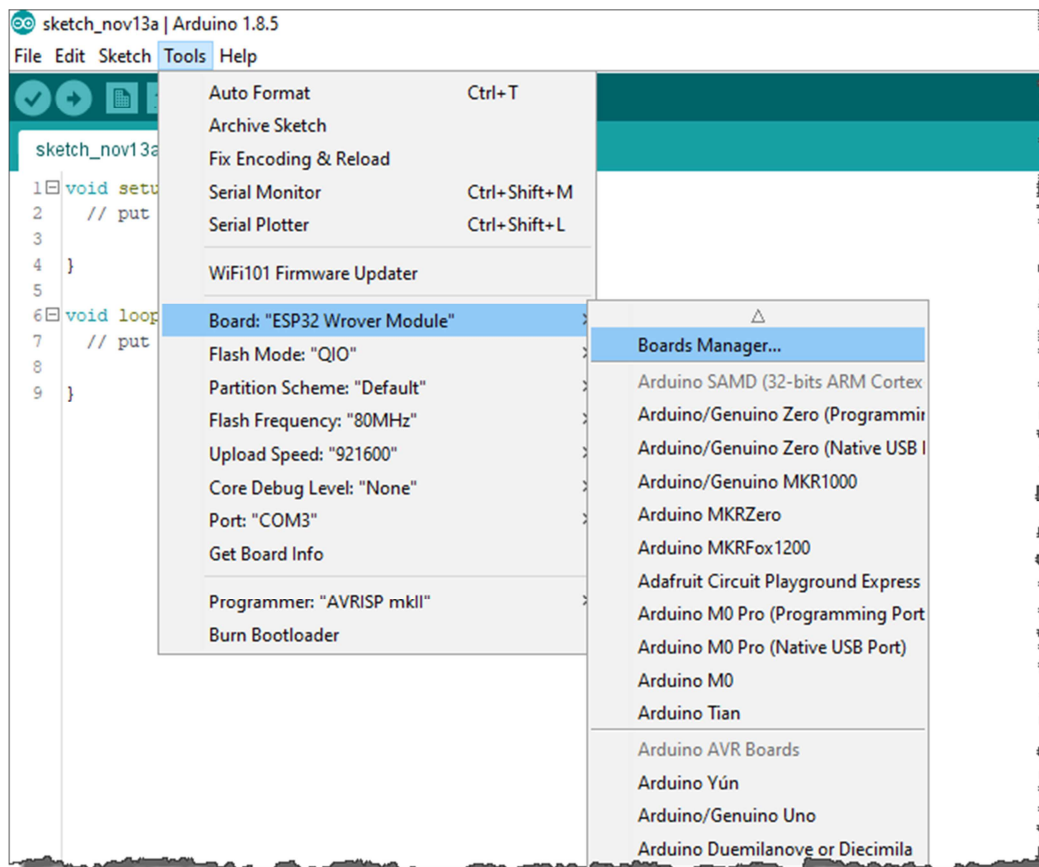 sketch_nov13a | Arduino 1.8.5
File Edit Sketch Tools Help
sketch_nov13a
1 void setu
2 // put
3
4 }
5
6 void loop
7 // put
8
9 }
Auto Format Ctrl+T
Archive Sketch
Fix Encoding & Reload
Serial Monitor Ctrl+Shift+M
Serial Plotter Ctrl+Shift+L
WiFi101 Firmware Updater
Board: "ESP32 Wrover Module"
Flash Mode: "QIO"
Partition Scheme: "Default"
Flash Frequency: "80MHz"
Upload Speed: "921600"
Core Debug Level: "None"
Port: "COM3"
Get Board Info
Programmer: "AVRISP mkII"
Burn Bootloader
Boards Manager...
Arduino SAMD (32-bits ARM Cortex
Arduino/Genuino Zero (Programmin
Arduino/Genuino Zero (Native USB
Arduino/Genuino MKR1000
Arduino MKRZero
Arduino MKRFox1200
Adafruit Circuit Playground Express
Arduino M0 Pro (Programming Port
Arduino M0 Pro (Native USB Port)
Arduino M0
Arduino Tian
Arduino AVR Boards
Arduino Yún
Arduino/Genuino Uno
Arduino Duemilanove or Diecimila